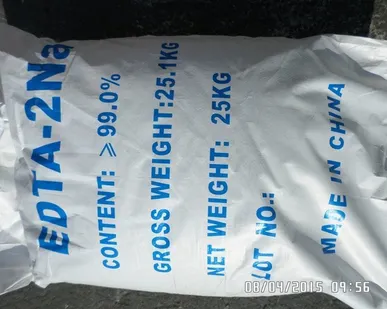 EDTA-2Na
CONTENT: ≥ 99.0%
GROSS WEIGHT:25.1KG
NET WEIGHT: 25KG
LOT NO.:
MADE IN CHINA
08/04/2015 09:56